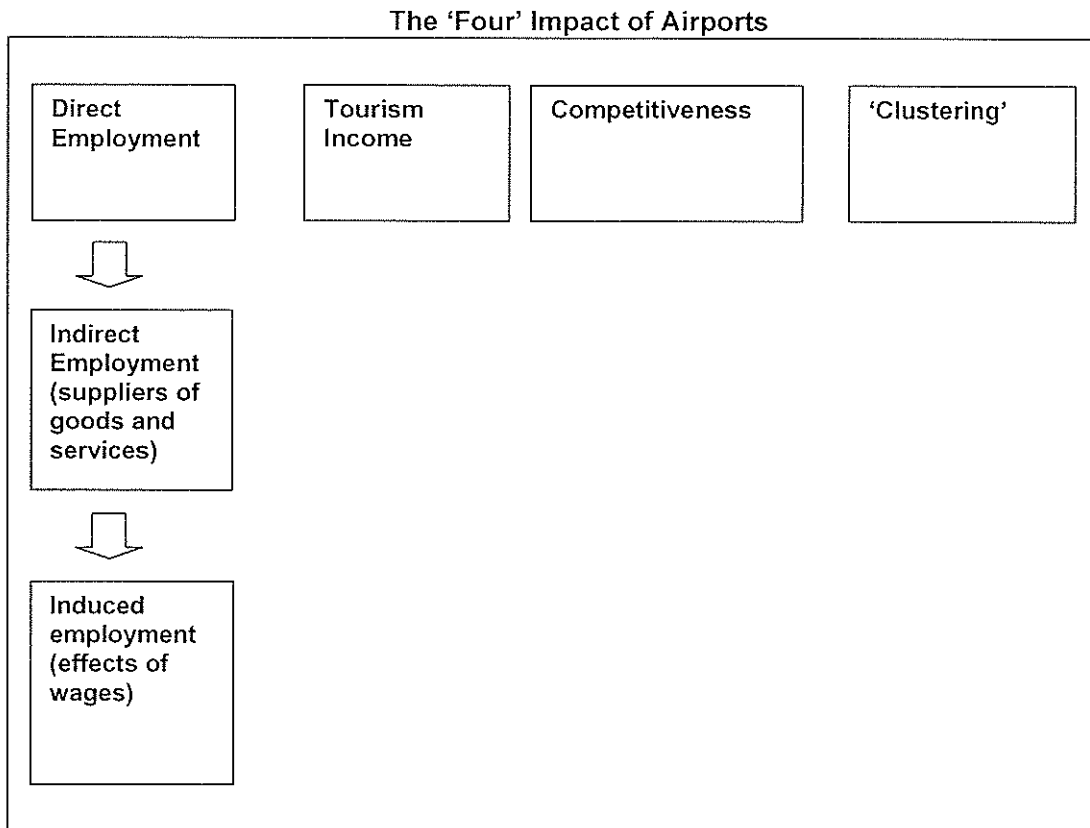 The ‘Four’ Impact of Airports
Direct
Employment
Tourism
Income
Competitiveness
‘Clustering’
Indirect
Employment
(suppliers of
goods and
services)
Induced
employment
(effects of
wages)